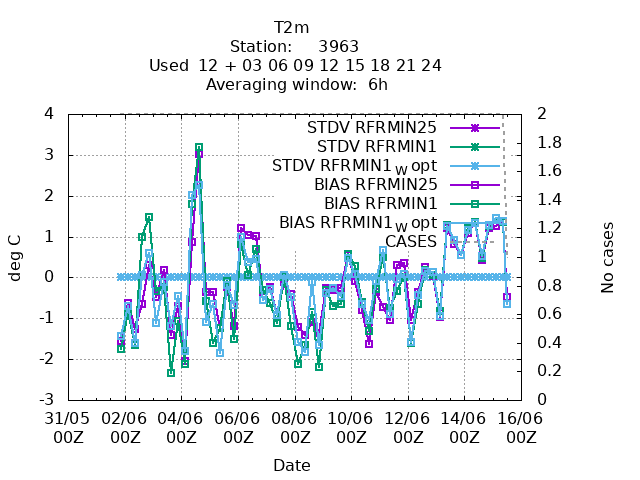 T2m
Station: 3963
Used 12 + 03 06 09 12 15 18 21 24
Averaging window: 6h
STDV RFRMIN25
STDV RFRMIN1
STDV RFRMIN1w opt
BIAS RFRMIN25
BIAS RFRMIN1
BIAS RFRMIN1w opt
CASES
deg C
4
3
2
1
0
-1
-2
-3
No cases
2
1.8
1.6
1.4
1.2
1
0.8
0.6
0.4
0.2
0
31/05 02/06 04/06 06/06 08/06 10/06 12/06 14/06 16/06
00Z 00Z 00Z 00Z 00Z 00Z 00Z 00Z 00Z
Date